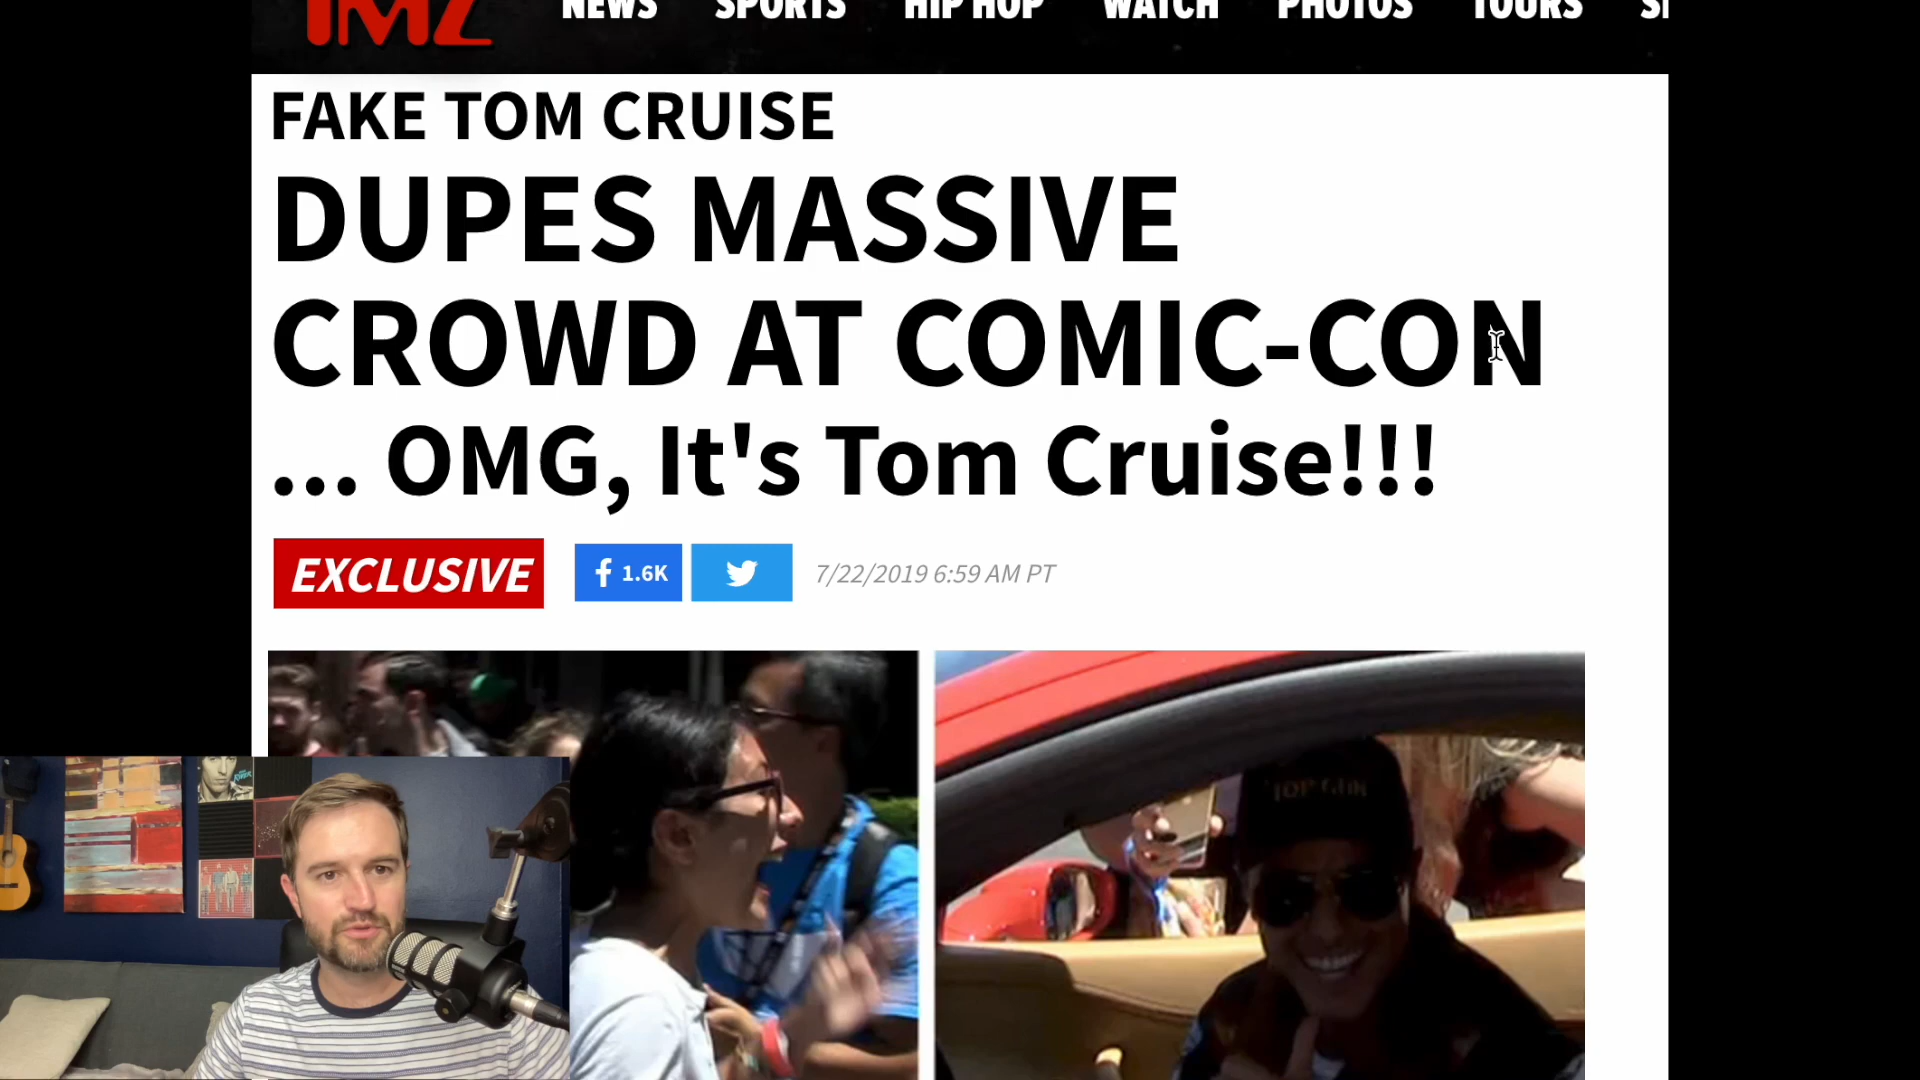 TMZ NEWS SPORTS HIP HOP WATCH PHOTOS TOURS
FAKE TOM CRUISE
DUPES MASSIVE
CROWD AT COMIC-CON
... OMG, It's Tom Cruise!!!
EXCLUSIVE 1.6K 7/22/2019 6:59 AM PT
TOP GUN